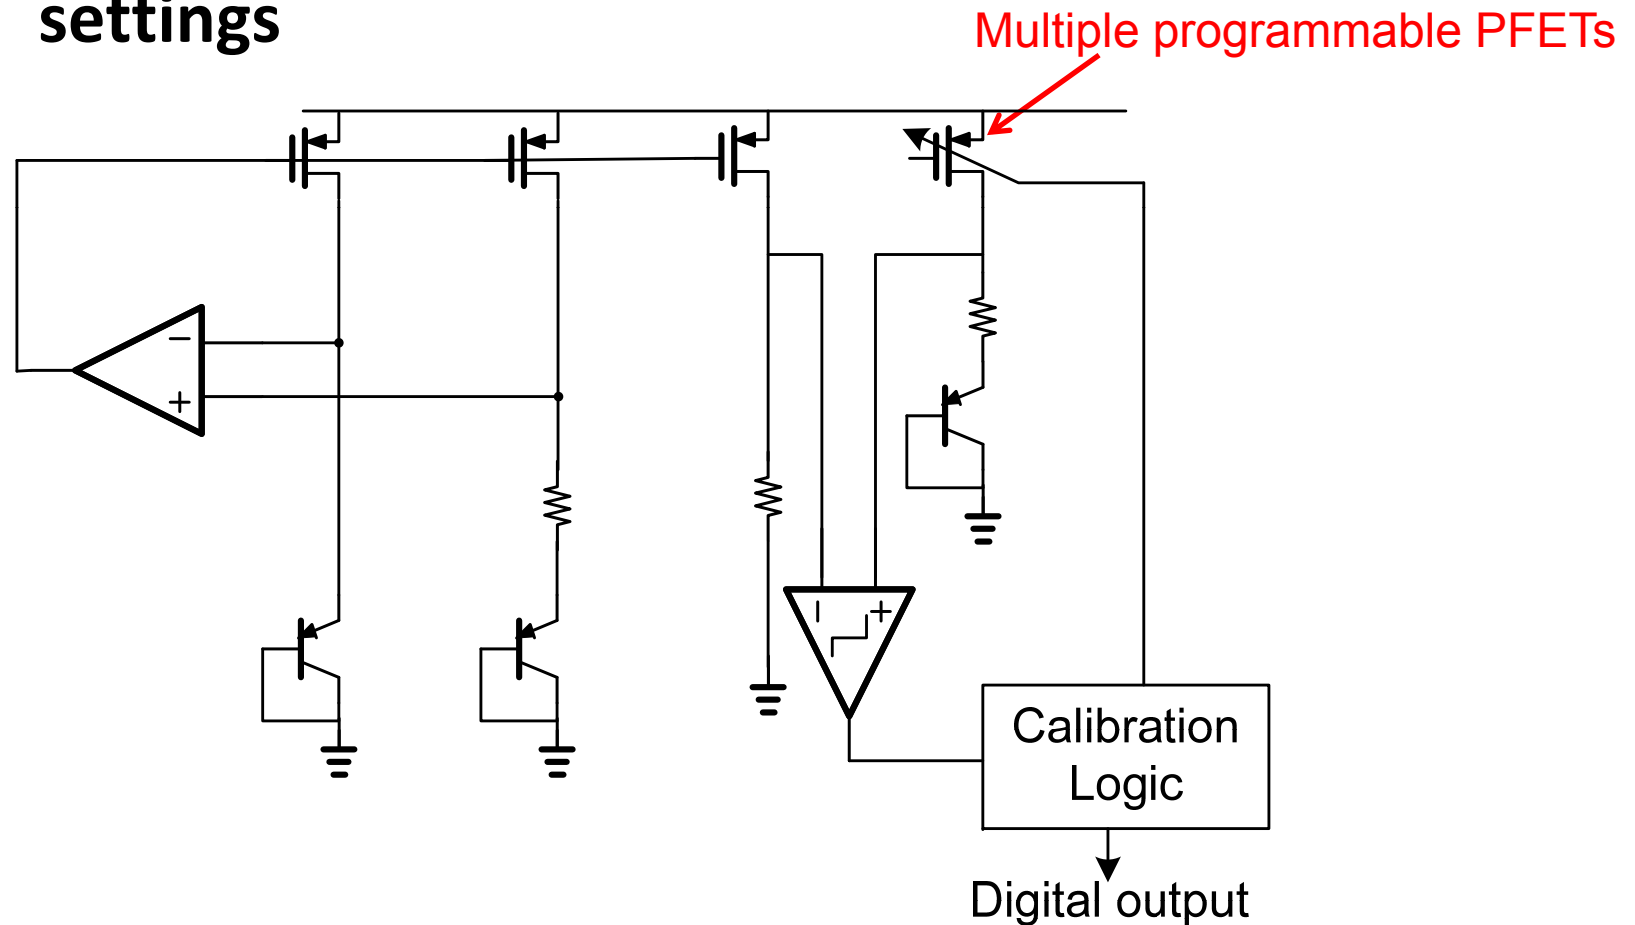 settings
Multiple programmable PFETs
−
+
−
+
Calibration
Logic
Digital output